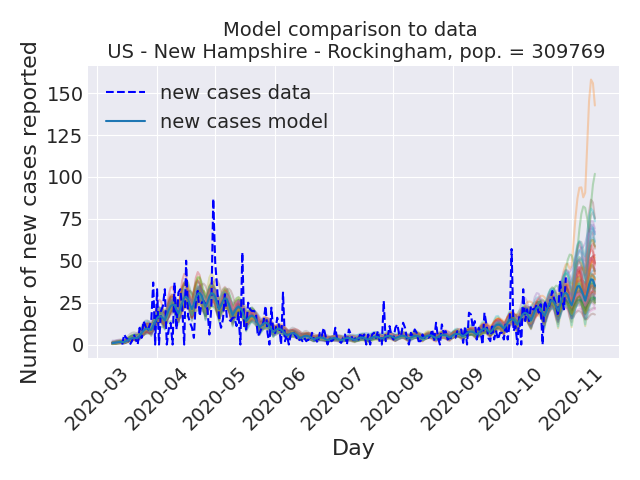 Model comparison to data
US - New Hampshire - Rockingham, pop. = 309769
Number of new cases reported
150
125
100
75
50
25
0
new cases data
new cases model
2020-03
2020-04
2020-05
2020-06
2020-07
2020-08
2020-09
2020-10
2020-11
Day